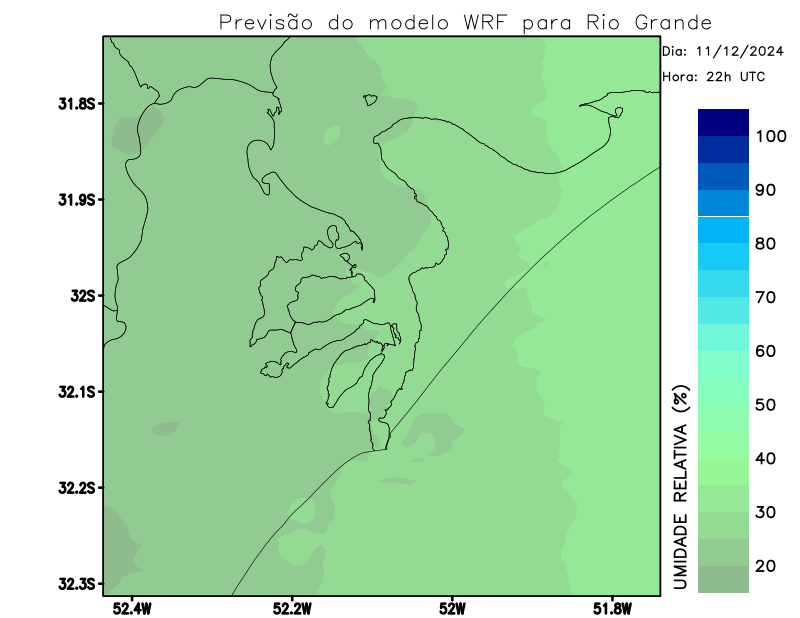 Previsão do modelo WRF para Rio Grande
Dia: 11/12/2024
Hora: 22h UTC
31.8S
31.9S
32S
32.1S
32.2S
32.3S
52.4W
52.2W
52W
51.8W
100
90
80
70
60
50
40
30
20
UMIDADE RELATIVA (%)